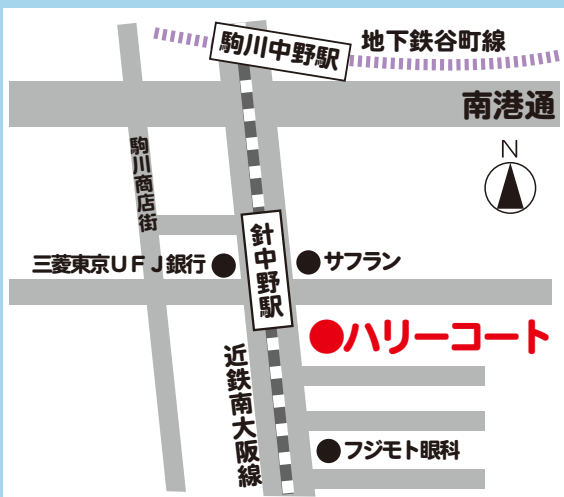 駒川中野駅
地下鉄谷町線
南港通
N
駒川商店街
針中野駅
三菱東京UFJ銀行
サフラン
ハリーコート
近鉄南大阪線
フジモト眼科